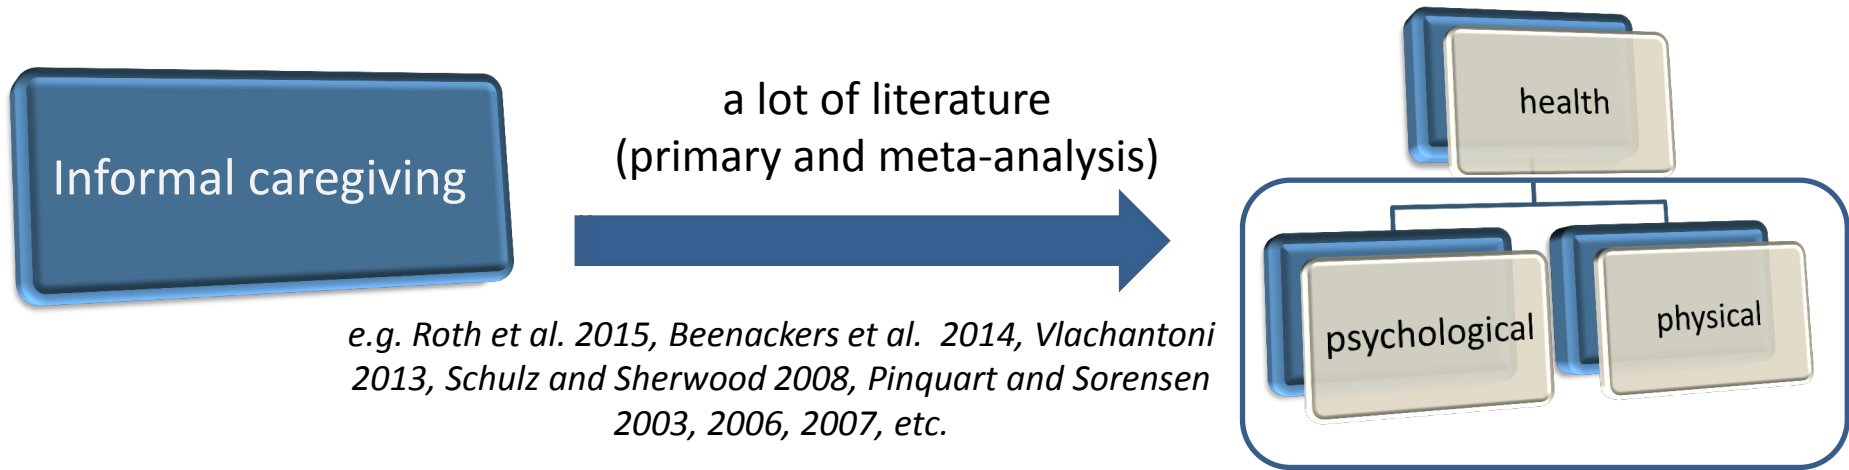 Informal caregiving
a lot of literature
(primary and meta-analysis)
e.g. Roth et al. 2015, Beenackers et al.  2014, Vlachantoni
2013, Schulz and Sherwood 2008, Pinquart and Sorensen
2003, 2006, 2007, etc.
health
psychological
physical